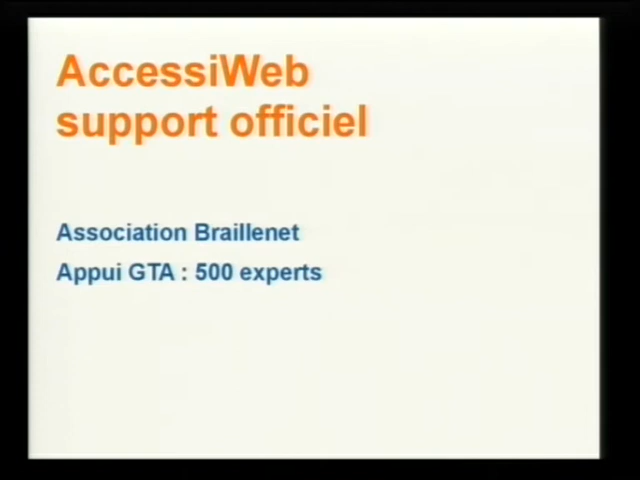 AccessiWeb
support officiel
Association Braillenet
Appui GTA : 500 experts